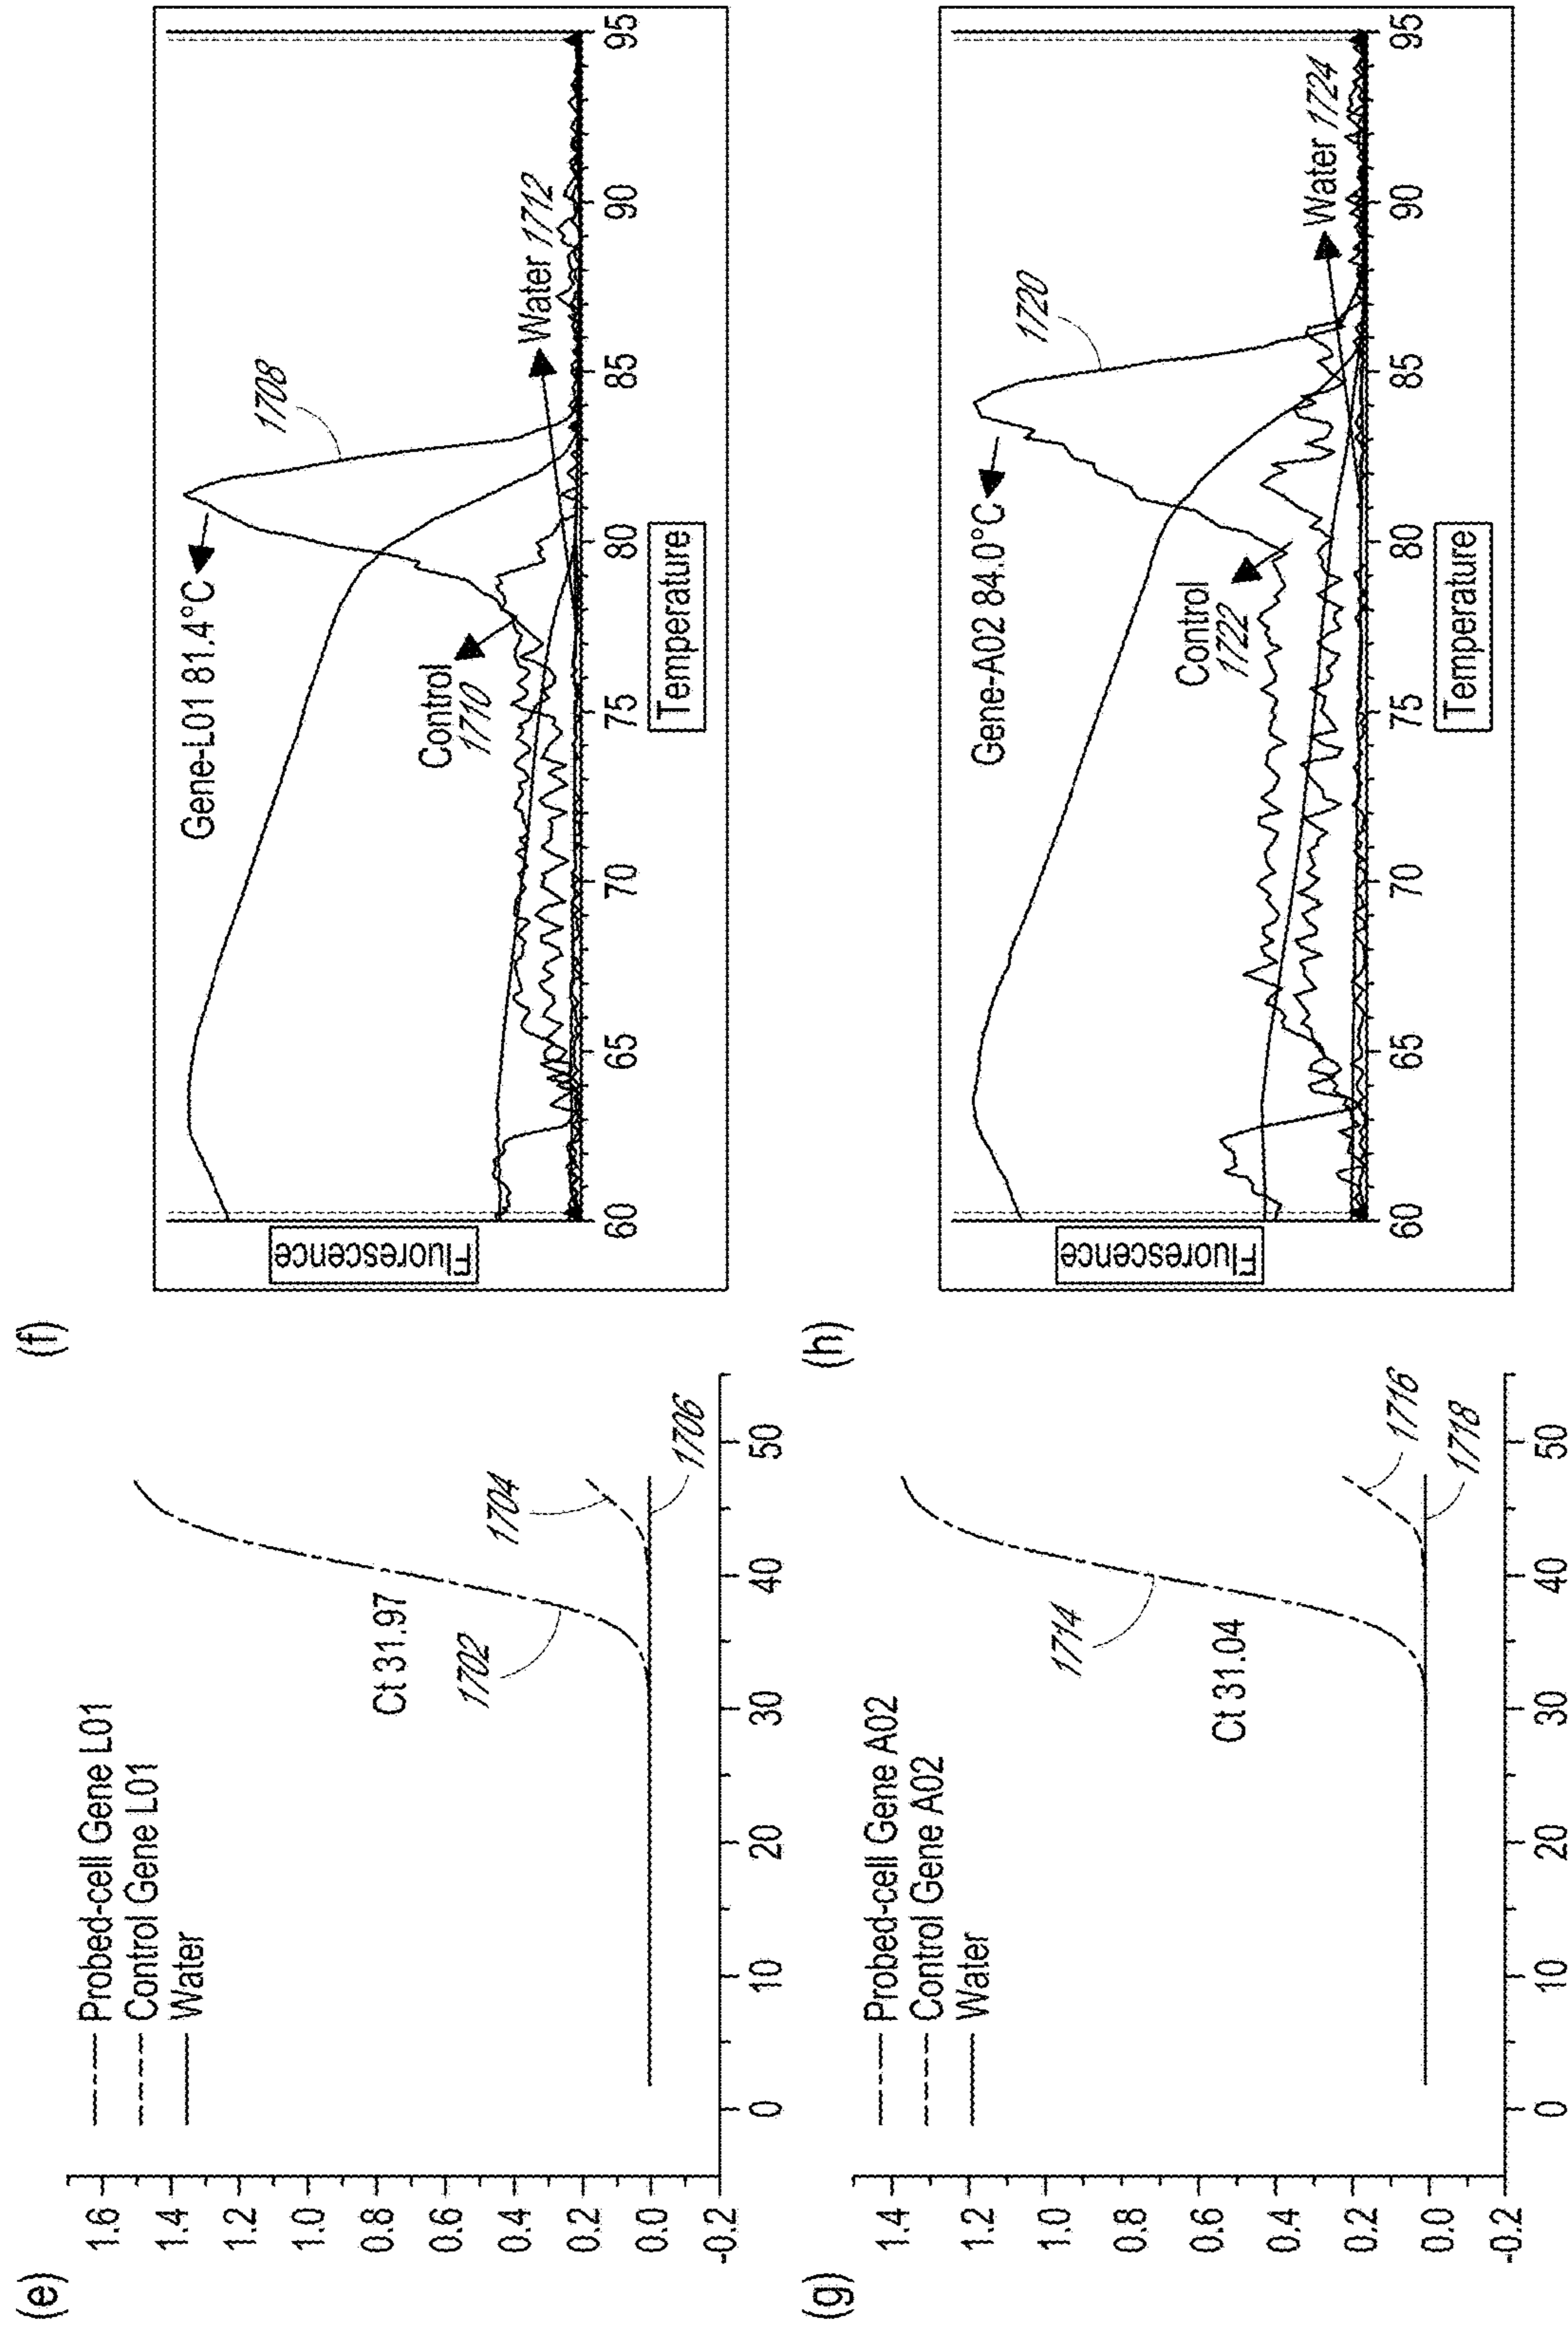 (e)
Probed-cell Gene L01
Control Gene L01
Water
1.6
1.4
1.2
1.0
0.8
0.6
0.4
0.2
0.0
-0.2
Ct 31.97
1702
1704
1706
0 10 20 30 40 50
(f)
Fluorescence
Gene-L01 81.4°C
1708
Control
1710
Water 1712
60 65 70 75 80 85 90 95
Temperature
(g)
Probed-cell Gene A02
Control Gene A02
Water
1.4
1.2
1.0
0.8
0.6
0.4
0.2
0.0
-0.2
1714
Ct 31.04
1716
1718
0 10 20 30 40 50
(h)
Fluorescence
Gene-A02 84.0°C
1720
Control
1722
Water 1724
60 65 70 75 80 85 90 95
Temperature